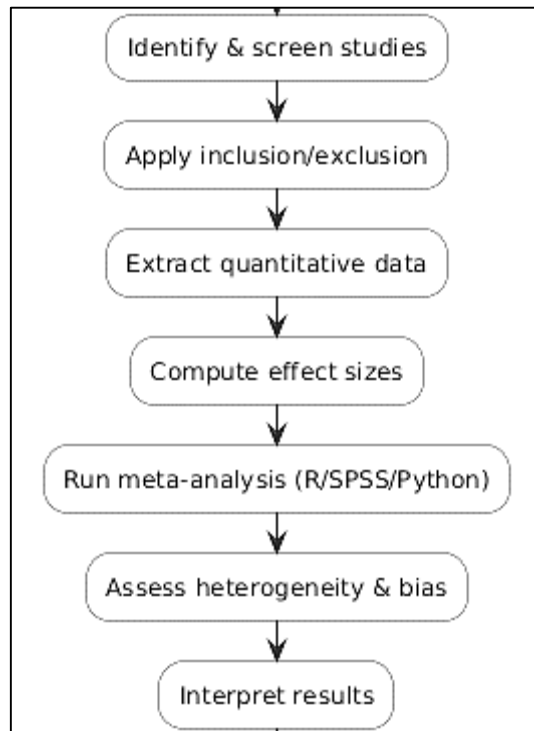 Identify & screen studies
Apply inclusion/exclusion
Extract quantitative data
Compute effect sizes
Run meta-analysis (R/SPSS/Python)
Assess heterogeneity & bias
Interpret results